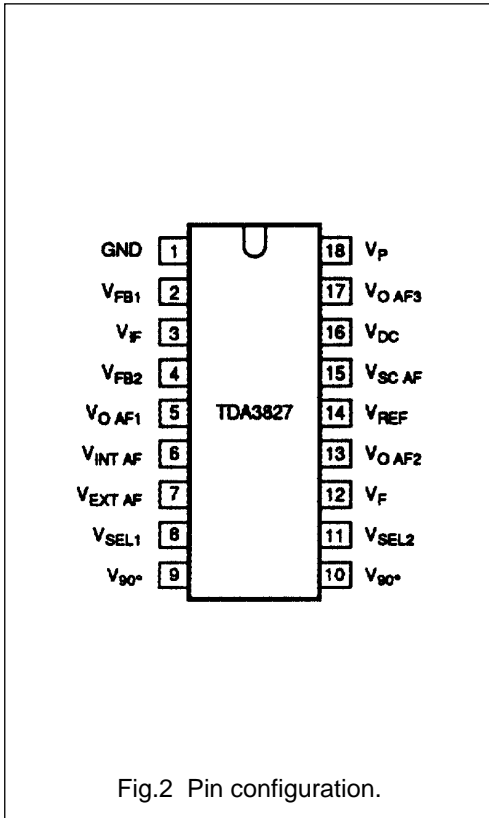 GND 1 18 VP
VFB1 2 17 VO AF3
VIF 3 16 VDC
VFB2 4 15 VSC AF
VO AF1 5 TDA3827 14 VREF
VINT AF 6 13 VO AF2
VEXT AF 7 12 VF
VSEL1 8 11 VSEL2
V90° 9 10 V90°
Fig.2 Pin configuration.